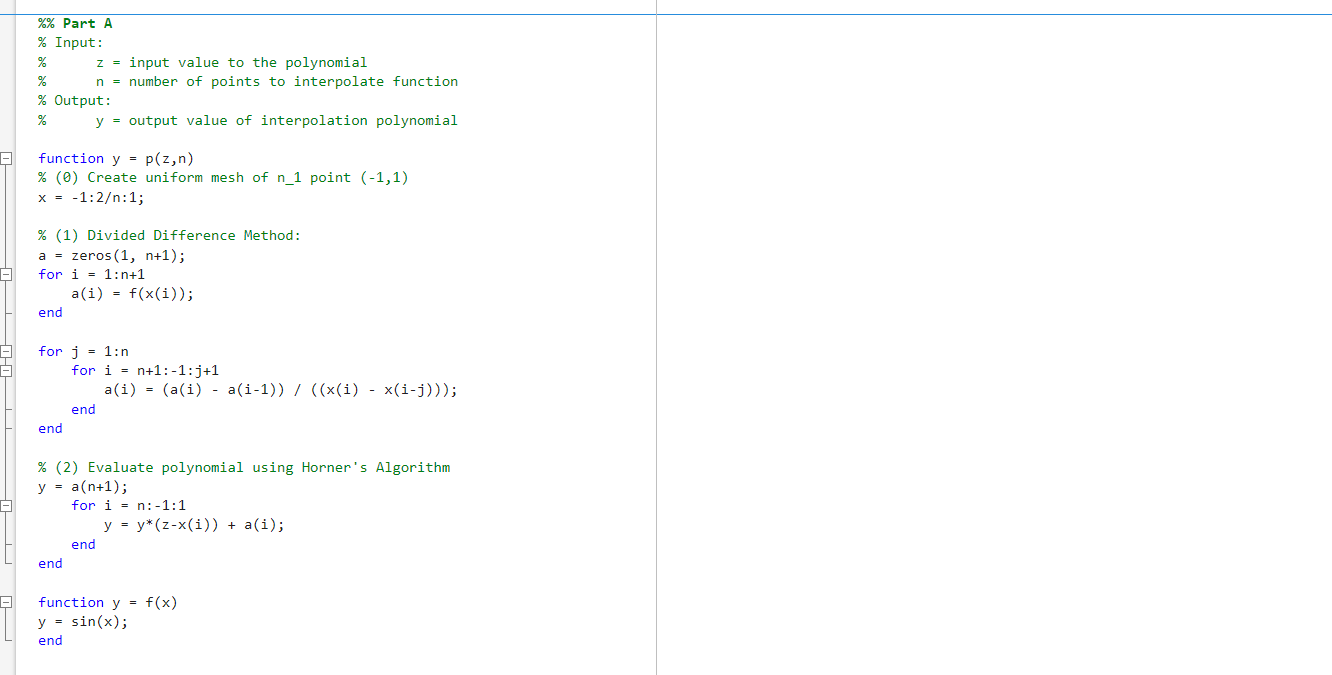 %% Part A
% Input:
%      z = input value to the polynomial
%      n = number of points to interpolate function
% Output:
%      y = output value of interpolation polynomial
function y = p(z,n)
% (0) Create uniform mesh of n_1 point (-1,1)
x = -1:2/n:1;
% (1) Divided Difference Method:
a = zeros(1, n+1);
for i = 1:n+1
    a(i) = f(x(i));
end
for j = 1:n
    for i = n+1:-1:j+1
        a(i) = (a(i) - a(i-1)) / ((x(i) - x(i-j)));
    end
end
% (2) Evaluate polynomial using Horner's Algorithm
y = a(n+1);
    for i = n:-1:1
        y = y*(z-x(i)) + a(i);
    end
end
function y = f(x)
y = sin(x);
end